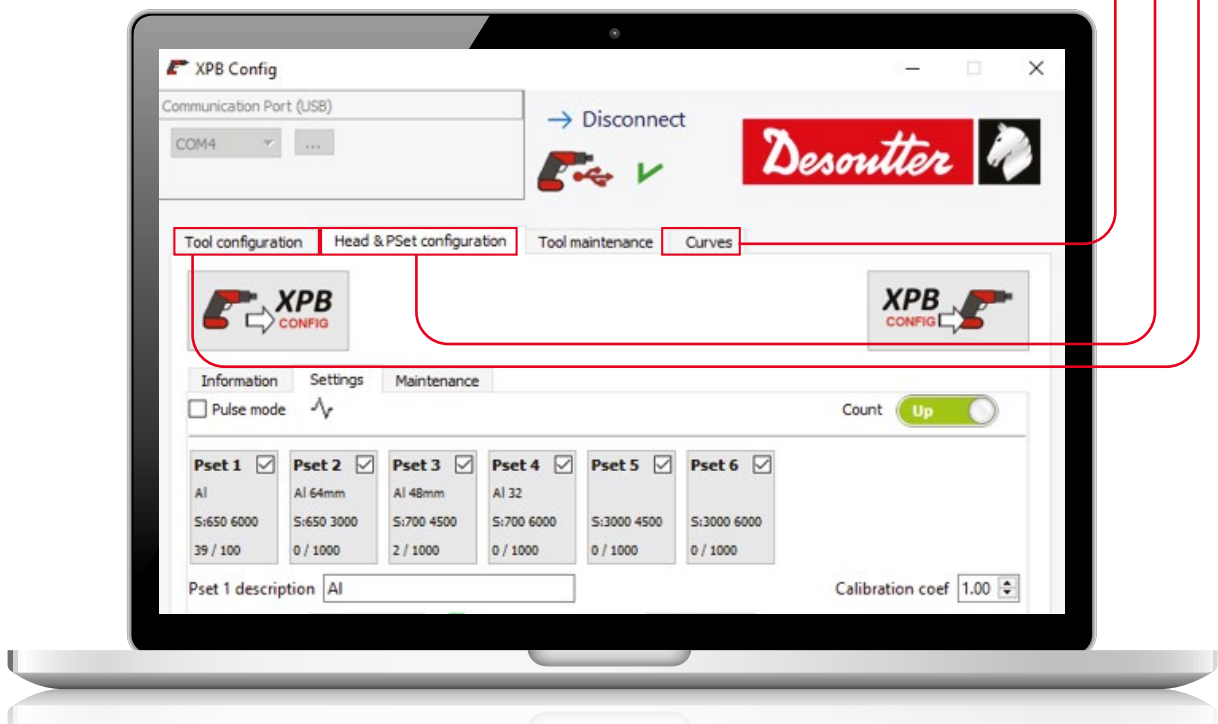 XPB Config
Communication Port (USB)
COM4 ...
Disconnect
Desoutter
Tool configuration Head & PSet configuration Tool maintenance Curves
XPB CONFIG
XPB CONFIG
Information Settings Maintenance
Pulse mode Count Up
Pset 1 Pset 2 Pset 3 Pset 4 Pset 5 Pset 6
Al Al 64mm Al 48mm Al 32
S:650 6000 S:650 3000 S:700 4500 S:700 6000 S:3000 4500 S:3000 6000
39 / 100 0 / 1000 2 / 1000 0 / 1000 0 / 1000 0 / 1000
Pset 1 description Al Calibration coef 1.00